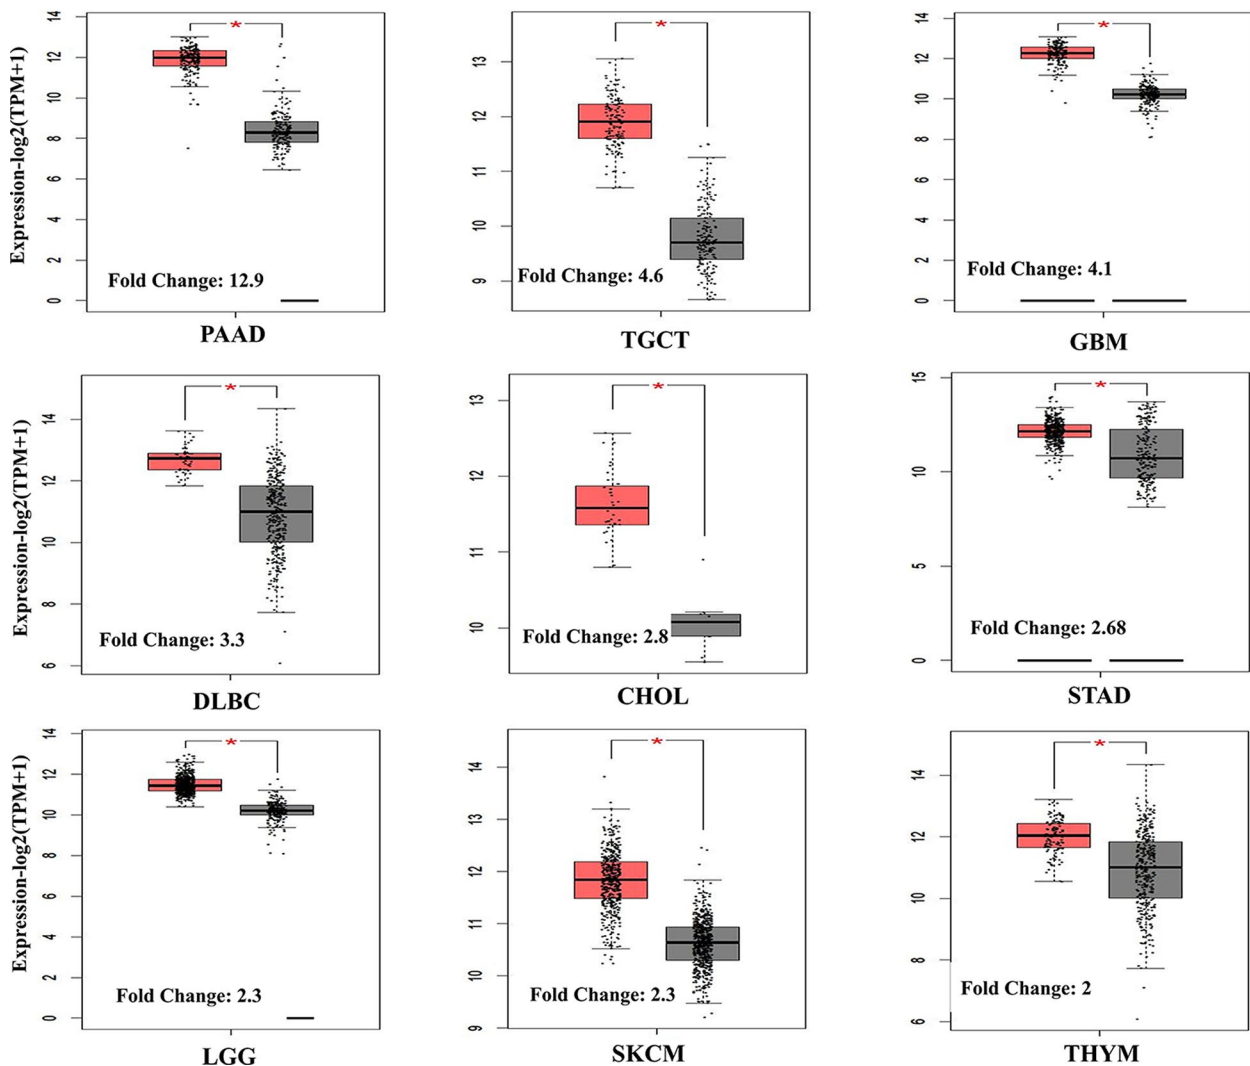 Expression-log2(TPM+1)
14
12
10
8
6
4
2
0
*
Fold Change: 12.9
PAAD
13
12
11
10
9
*
Fold Change: 4.6
TGCT
14
12
10
8
6
4
2
0
*
Fold Change: 4.1
GBM
Expression-log2(TPM+1)
14
12
10
8
6
*
Fold Change: 3.3
DLBC
13
12
11
10
*
Fold Change: 2.8
CHOL
15
10
5
0
*
Fold Change: 2.68
STAD
Expression-log2(TPM+1)
14
12
10
8
6
4
2
0
*
Fold Change: 2.3
LGG
14
13
12
11
10
9
*
Fold Change: 2.3
SKCM
14
12
10
8
6
*
Fold Change: 2
THYM